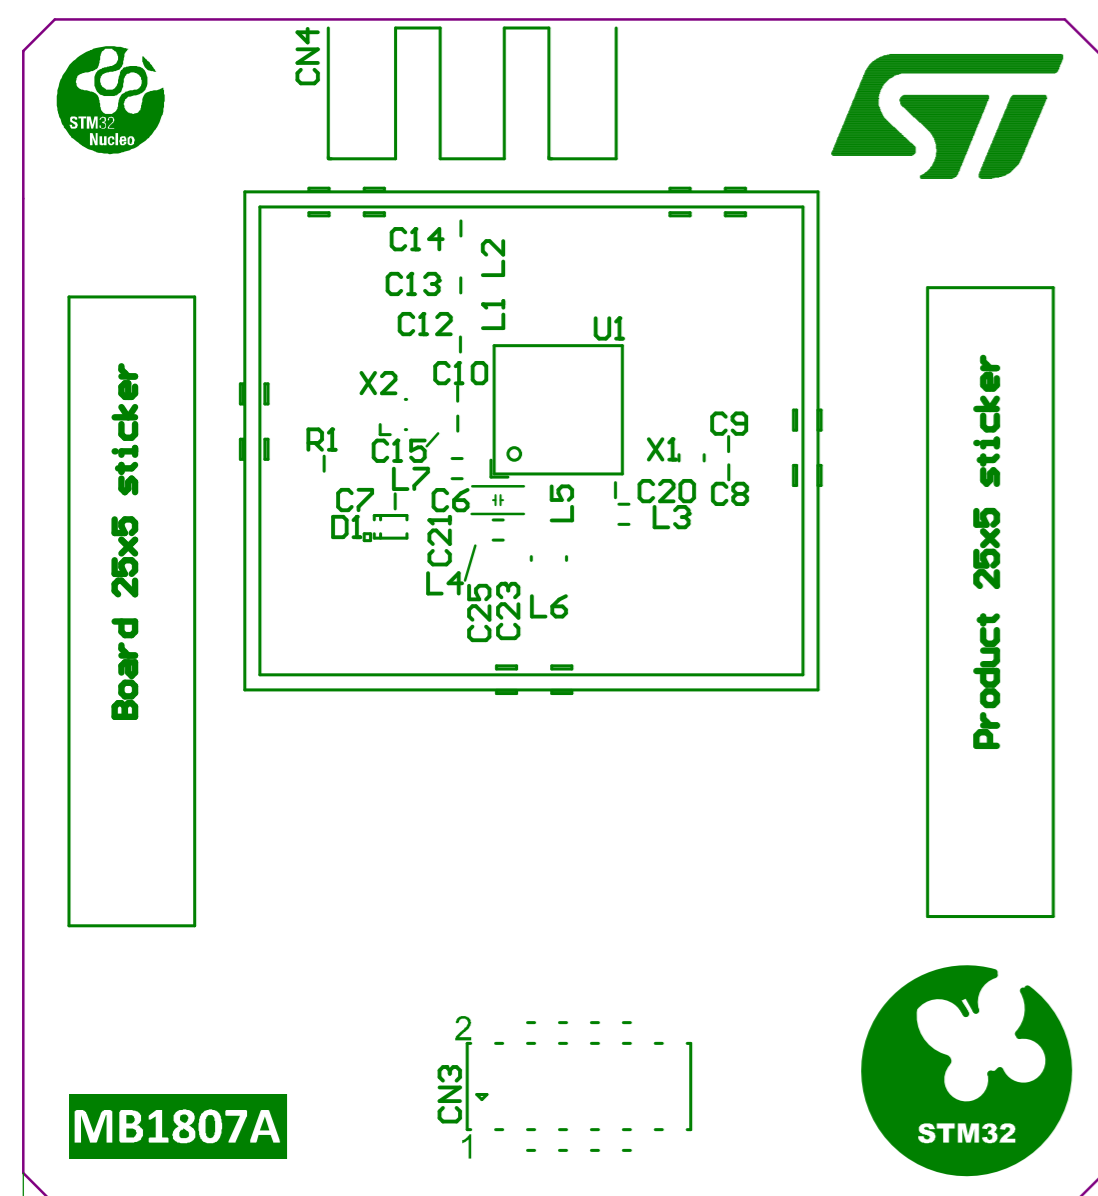 CN4
STM32
Nucleo
ST
C14
L2
C13
L1
C12
U1
C10
X2
C9
R1
C15
X1
L7
C7
C6
L5
C20
C8
D1
L3
C21
L4
C25
C23
L6
Board 25x5 sticker
Product 25x5 sticker
2
CN3
1
MB1807A
STM32